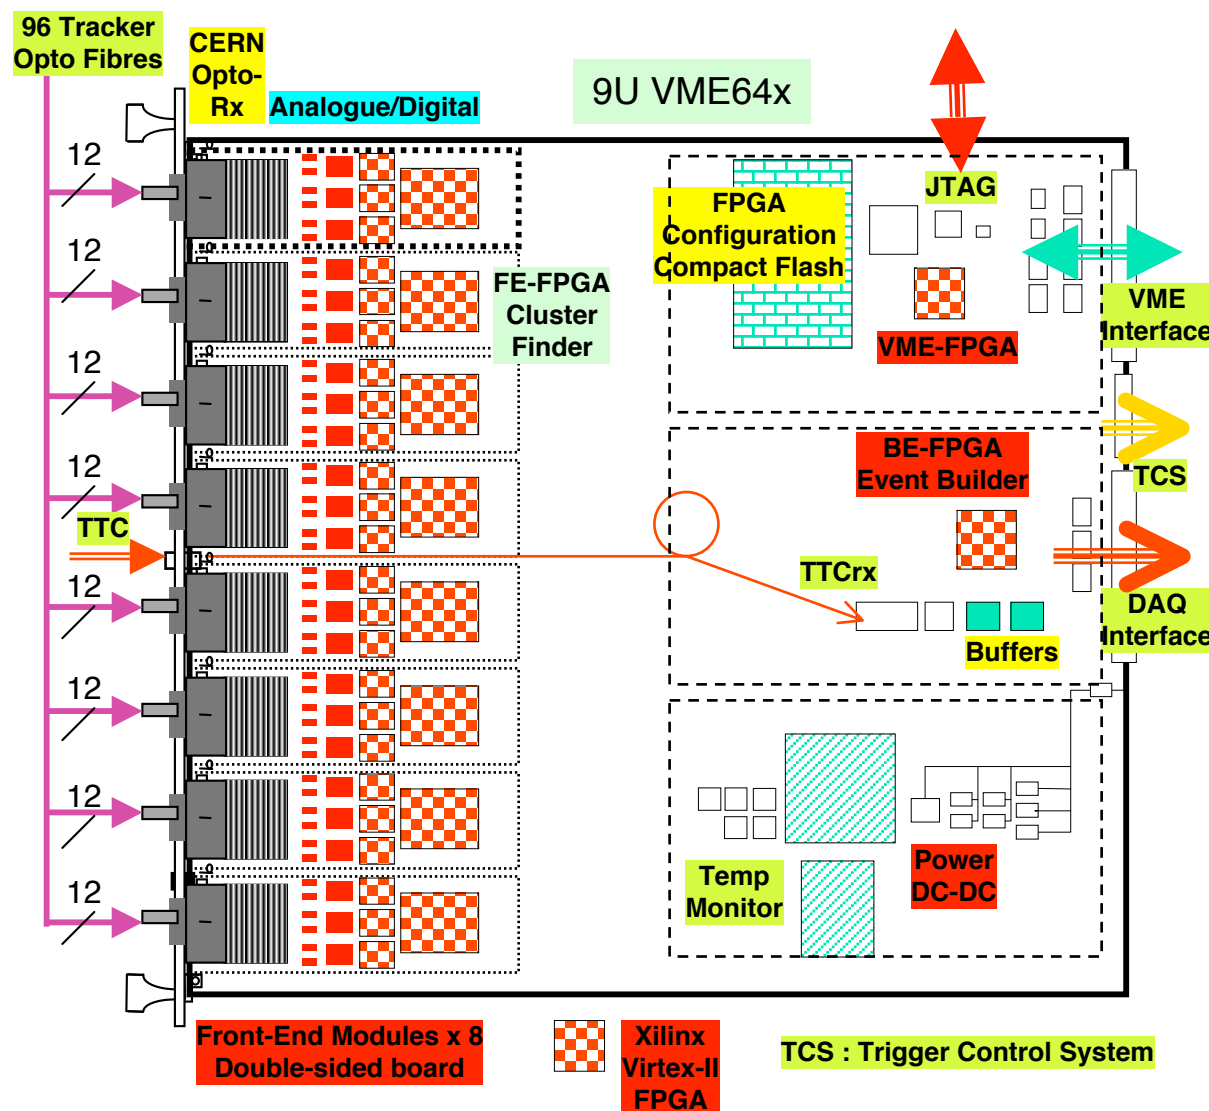 96 Tracker
Opto Fibres
CERN
Opto-
Rx
Analogue/Digital
9U VME64x
JTAG
FPGA
Configuration
Compact Flash
VME-FPGA
VME
Interface
FE-FPGA
Cluster
Finder
12
12
12
12
TTC
12
12
12
12
BE-FPGA
Event Builder
TCS
TTCrx
Buffers
DAQ
Interface
Temp
Monitor
Power
DC-DC
Front-End Modules x 8
Double-sided board
Xilinx
Virtex-II
FPGA
TCS : Trigger Control System